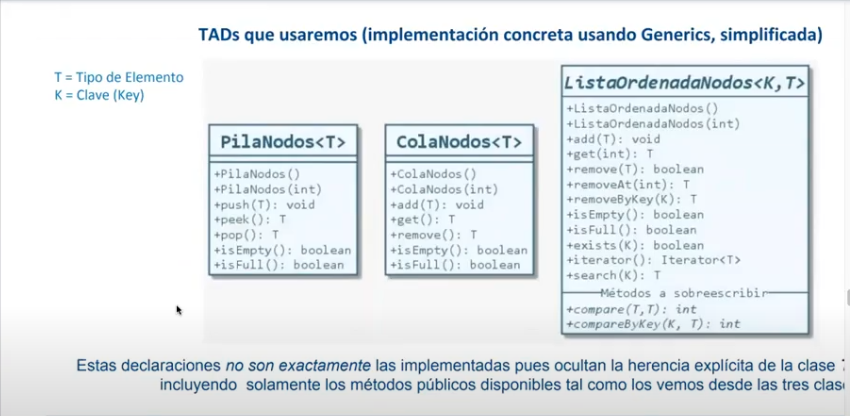 TADs que usaremos (implementación concreta usando Generics, simplificada)
T = Tipo de Elemento
K = Clave (Key)
PilaNodos<T>
+PilaNodos()
+PilaNodos(int)
+push(T): void
+peek(): T
+pop(): T
+isEmpty(): boolean
+isFull(): boolean
ColaNodos<T>
+ColaNodos()
+ColaNodos(int)
+add(T): void
+get(): T
+remove(): T
+isEmpty(): boolean
+isFull(): boolean
ListaOrdenadaNodos<K,T>
+ListaOrdenadaNodos()
+ListaOrdenadaNodos(int)
+add(T): void
+get(int): T
+remove(T): boolean
+removeAt(int): T
+removeByKey(K): T
+isEmpty(): boolean
+isFull(): boolean
+exists(K): boolean
+iterator(): Iterator<T>
+search(K): T
Métodos a sobreescribir
+compare(T,T): int
+compareByKey(K, T): int
Estas declaraciones no son exactamente las implementadas pues ocultan la herencia explícita de la clase
incluyendo solamente los métodos públicos disponibles tal como los vemos desde las tres clas